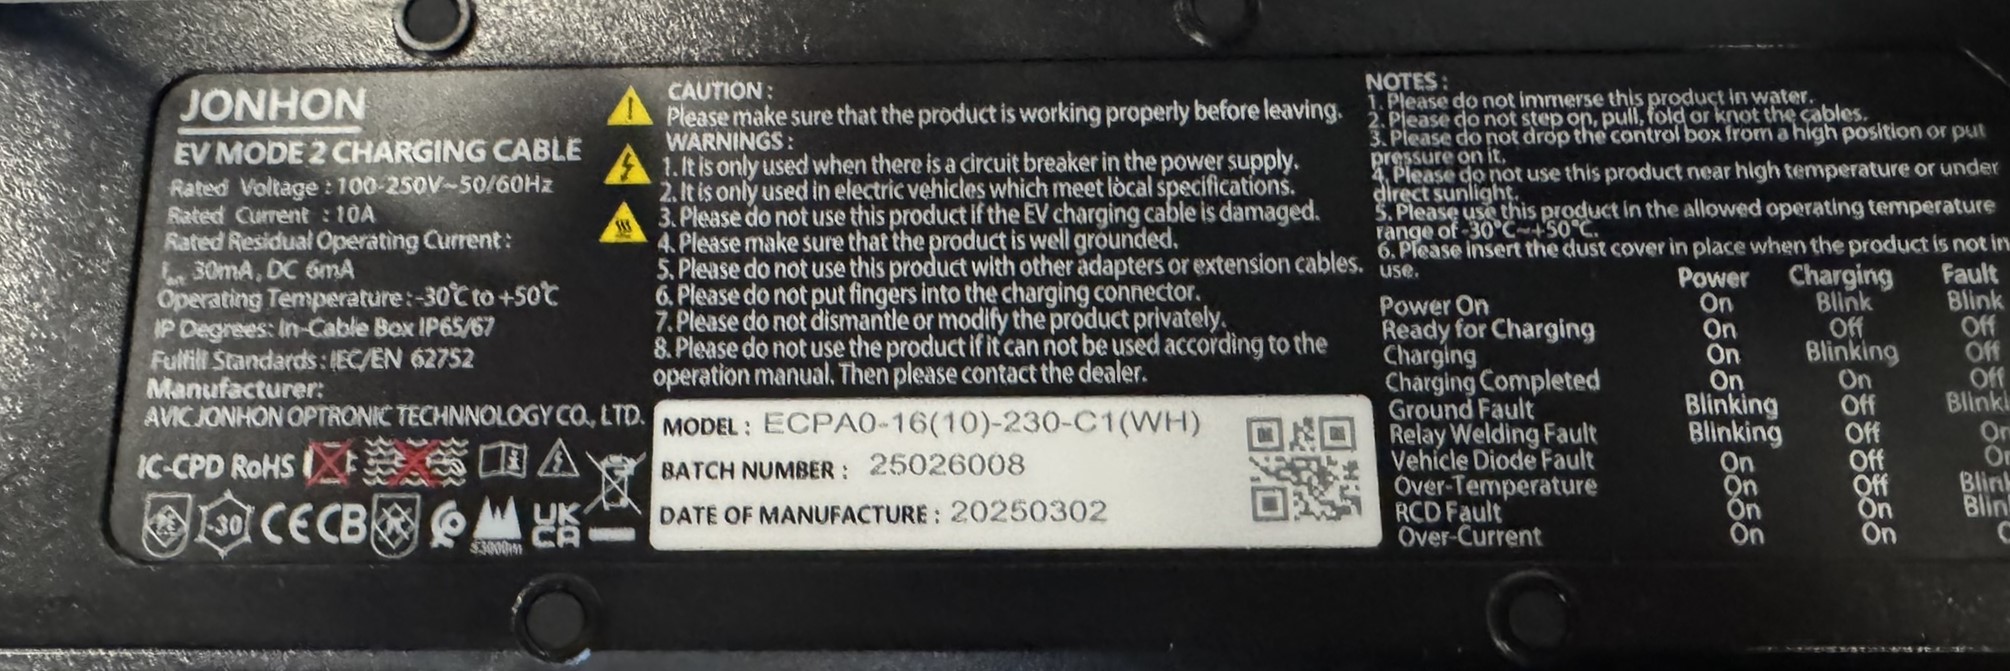 JONHON
EV MODE 2 CHARGING CABLE
Rated Voltage : 100-250V~50/60Hz
Rated Current : 10A
Rated Residual Operating Current :
30mA, DC 6mA
Operating Temperature : -30℃ to +50℃
IP Degrees: In-Cable Box IP65/67
Fulfill Standards : IEC/EN 62752
Manufacturer:
AVIC JONHON OPTRONIC TECHNNOLOGY CO., LTD.
IC-CPD RoHS
-30 CE CB
UK
CA
≤3000m
CAUTION :
Please make sure that the product is working properly before leaving.
WARNINGS :
1. It is only used when there is a circuit breaker in the power supply.
2. It is only used in electric vehicles which meet local specifications.
3. Please do not use this product if the EV charging cable is damaged.
4. Please make sure that the product is well grounded.
5. Please do not use this product with other adapters or extension cables.
6. Please do not put fingers into the charging connector.
7. Please do not dismantle or modify the product privately.
8. Please do not use the product if it can not be used according to the
operation manual. Then please contact the dealer.
MODEL : ECPA0-16(10)-230-C1(WH)
BATCH NUMBER : 25026008
DATE OF MANUFACTURE : 20250302
NOTES :
1. Please do not immerse this product in water.
2. Please do not step on, pull, fold or knot the cables.
3. Please do not drop the control box from a high position or put
pressure on it.
4. Please do not use this product near high temperature or under
direct sunlight.
5. Please use this product in the allowed operating temperature
range of -30℃~+50℃.
6. Please insert the dust cover in place when the product is not in
use.
Power Charging Fault
Power On On Blink Blink
Ready for Charging On Off Off
Charging On Blinking Off
Charging Completed On On Off
Ground Fault Blinking Off
Relay Welding Fault Blinking Off
Vehicle Diode Fault On Off
Over-Temperature On Off
RCD Fault On On
Over-Current On On